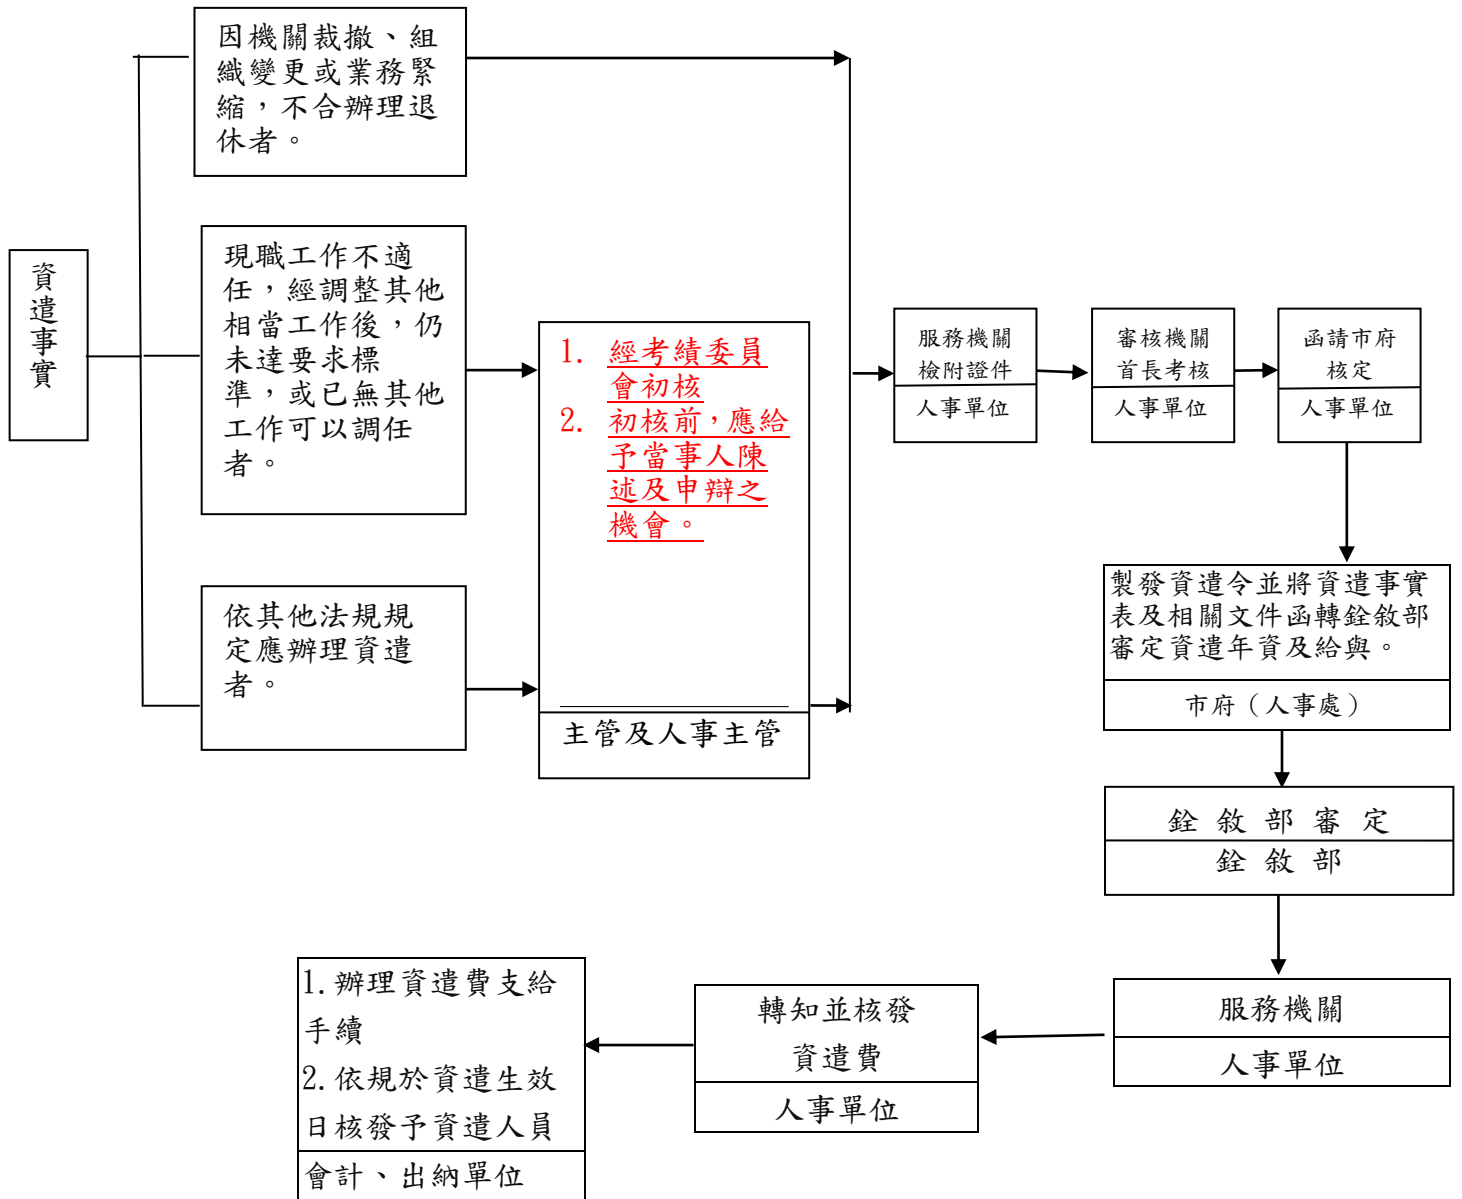 因機關裁撤、組
織變更或業務緊
縮，不合辦理退
休者。
資遣事實
現職工作不適
任，經調整其他
相當工作後，仍
未達要求標
準，或已無其他
工作可以調任
者。
依其他法規規
定應辦理資遣
者。
1. 經考績委員
會初核
2. 初核前，應給
予當事人陳
述及申辯之
機會。
主管及人事主管
服務機關
檢附證件
人事單位
審核機關
首長考核
人事單位
函請市府
核定
人事單位
製發資遣令並將資遣事實
表及相關文件函轉銓敘部
審定資遣年資及給與。
市府（人事處）
銓敘部審定
銓敘部
服務機關
人事單位
轉知並核發
資遣費
人事單位
1.辦理資遣費支給
手續
2.依規於資遣生效
日核發予資遣人員
會計、出納單位